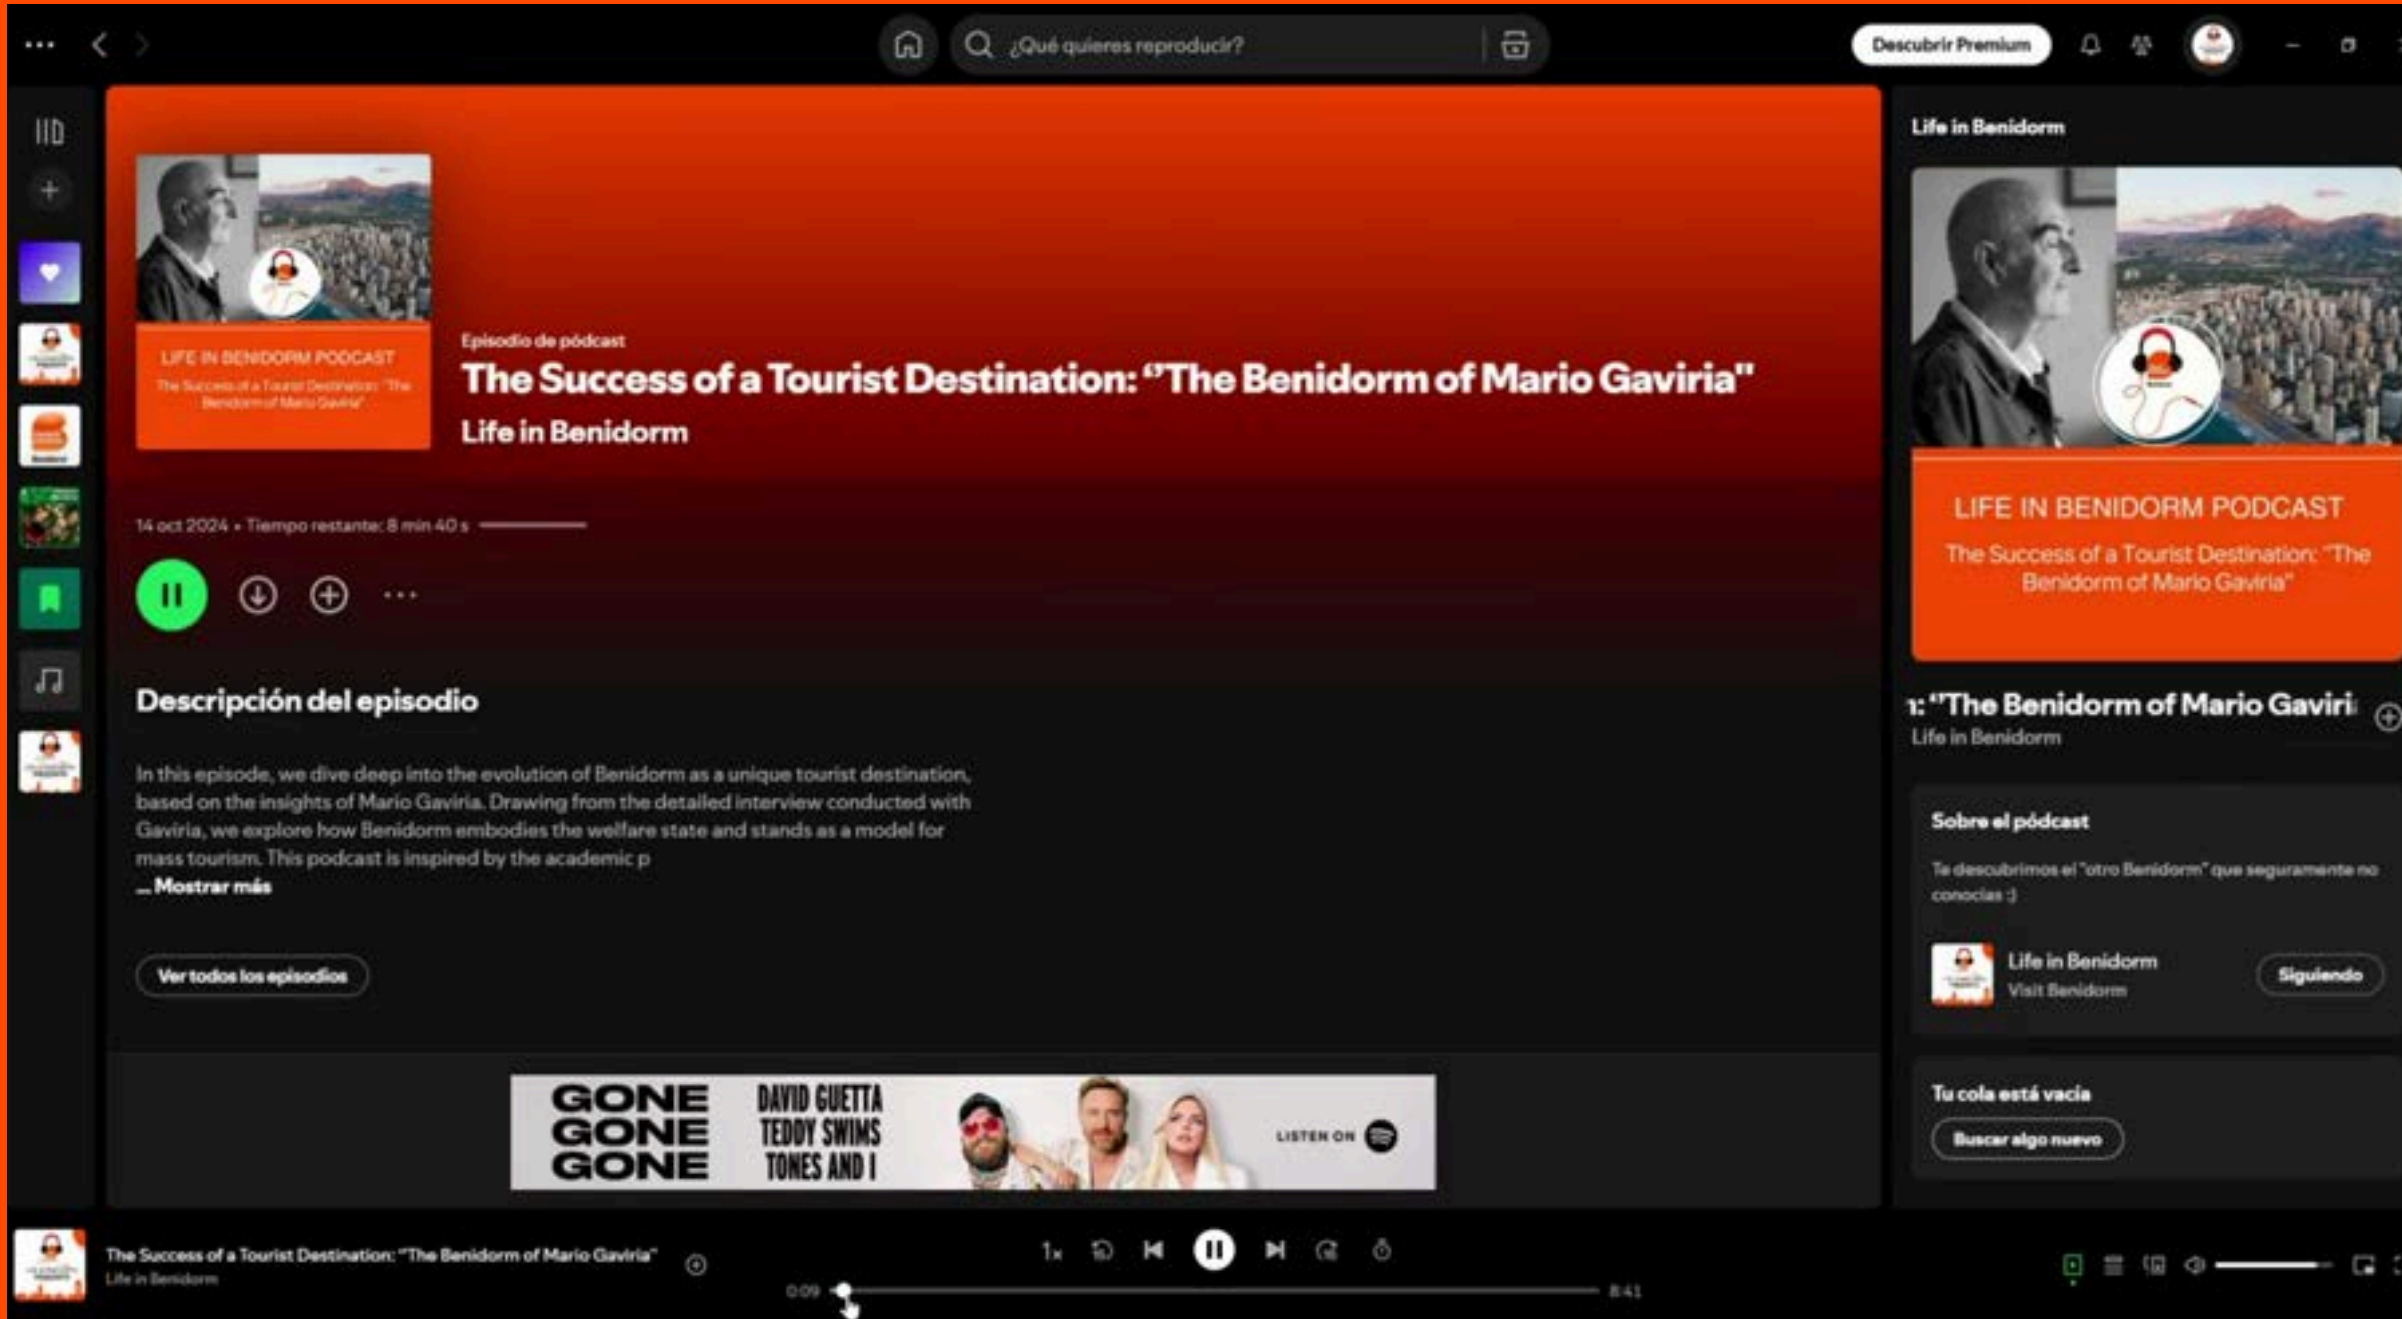 ¿Qué quieres reproducir?
Descubrir Premium
LIFE IN BENIDORM PODCAST
The Success of a Tourist Destination: "The
Benidorm of Mario Gaviria"
Episodio de pódcast
The Success of a Tourist Destination: "The Benidorm of Mario Gaviria"
Life in Benidorm
14 oct 2024 • Tiempo restante: 8 min 40 s
Descripción del episodio
In this episode, we dive deep into the evolution of Benidorm as a unique tourist destination,
based on the insights of Mario Gaviria. Drawing from the detailed interview conducted with
Gaviria, we explore how Benidorm embodies the welfare state and stands as a model for
mass tourism. This podcast is inspired by the academic p
... Mostrar más
Ver todos los episodios
GONE
GONE
GONE
DAVID GUETTA
TEDDY SWIMS
TONES AND I
LISTEN ON
Life in Benidorm
LIFE IN BENIDORM PODCAST
The Success of a Tourist Destination: "The
Benidorm of Mario Gaviria"
: "The Benidorm of Mario Gaviri
Life in Benidorm
Sobre el pódcast
Te descubrimos el "otro Benidorm" que seguramente no
conocías :)
Life in Benidorm
Visit Benidorm
Siguiendo
Tu cola está vacía
Buscar algo nuevo
The Success of a Tourist Destination: "The Benidorm of Mario Gaviria"
Life in Benidorm
1x
0:09
8:41